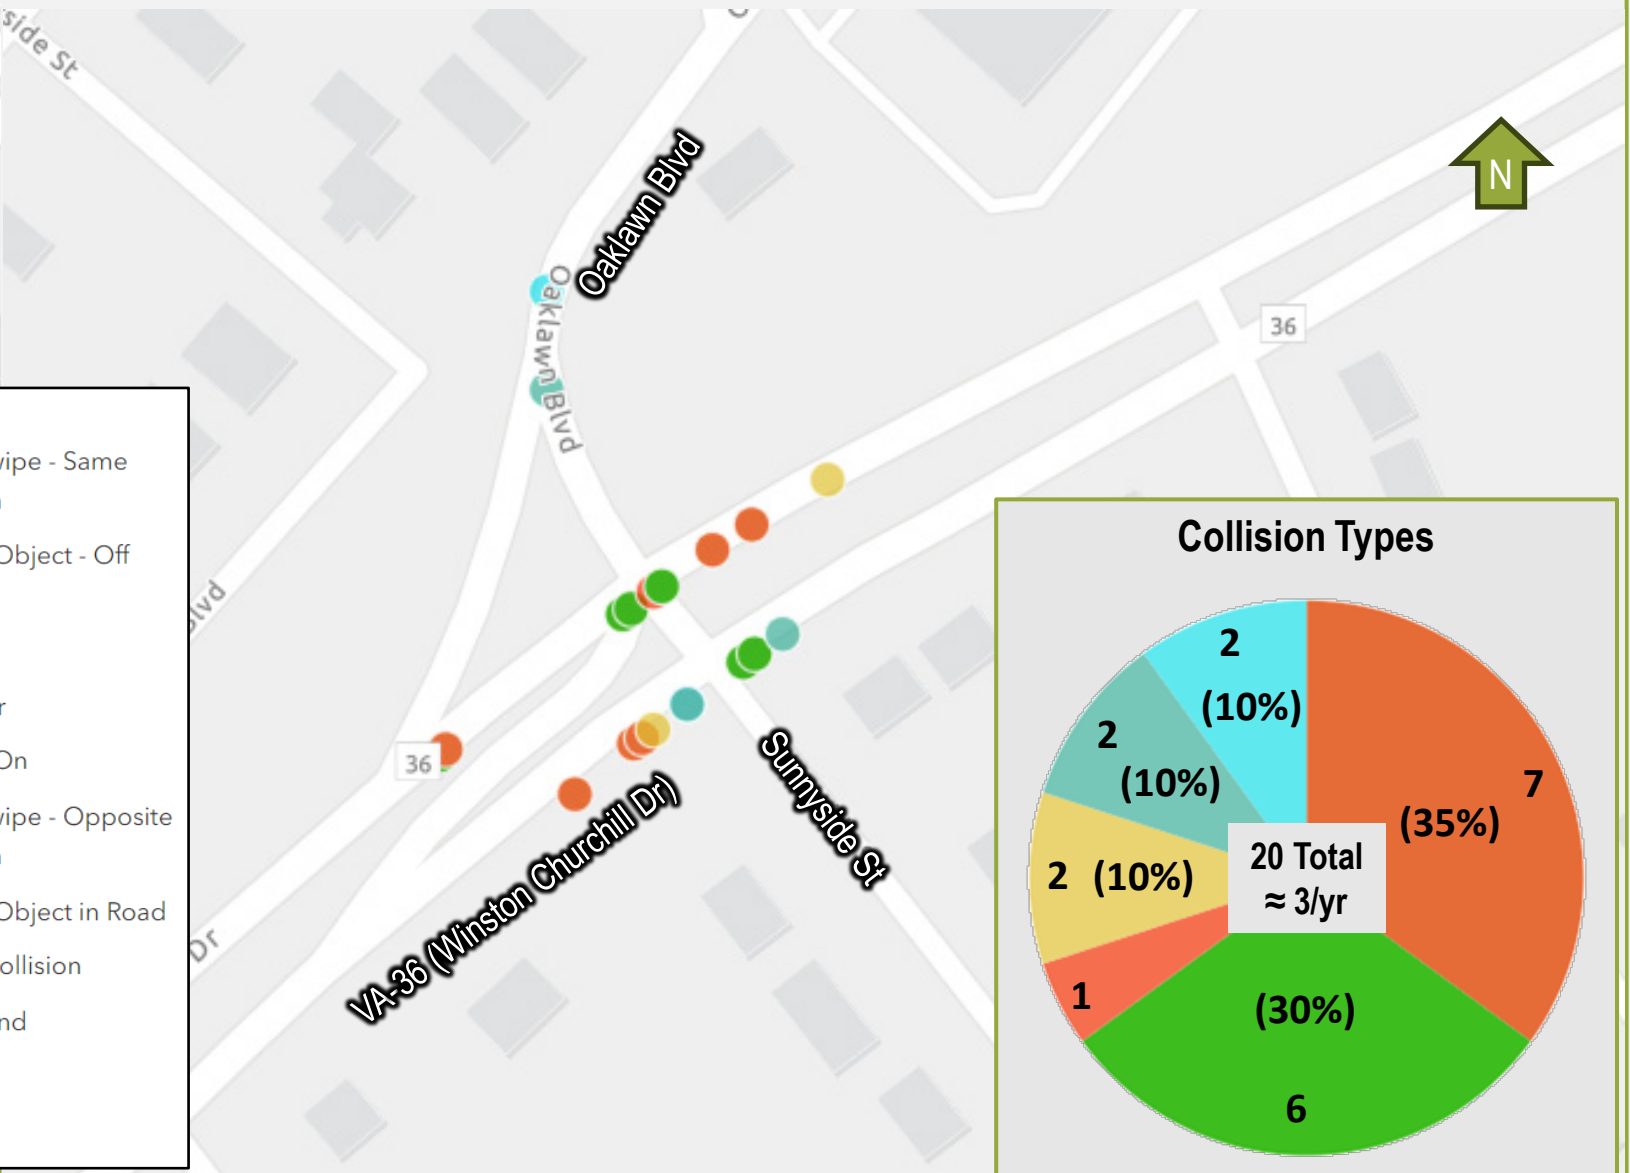 side St
Oaklawn Blvd
N
Oaklawn Blvd
36
wipe - Same
Object - Off
Blvd
On
wipe - Opposite
Object in Road
ollision
nd
36
Dr
VA-36 (Winston Churchill Dr)
Sunnyside St
Collision Types
2
(10%)
2
(10%)
7
(35%)
2 (10%)
20 Total
≈ 3/yr
1
(30%)
6